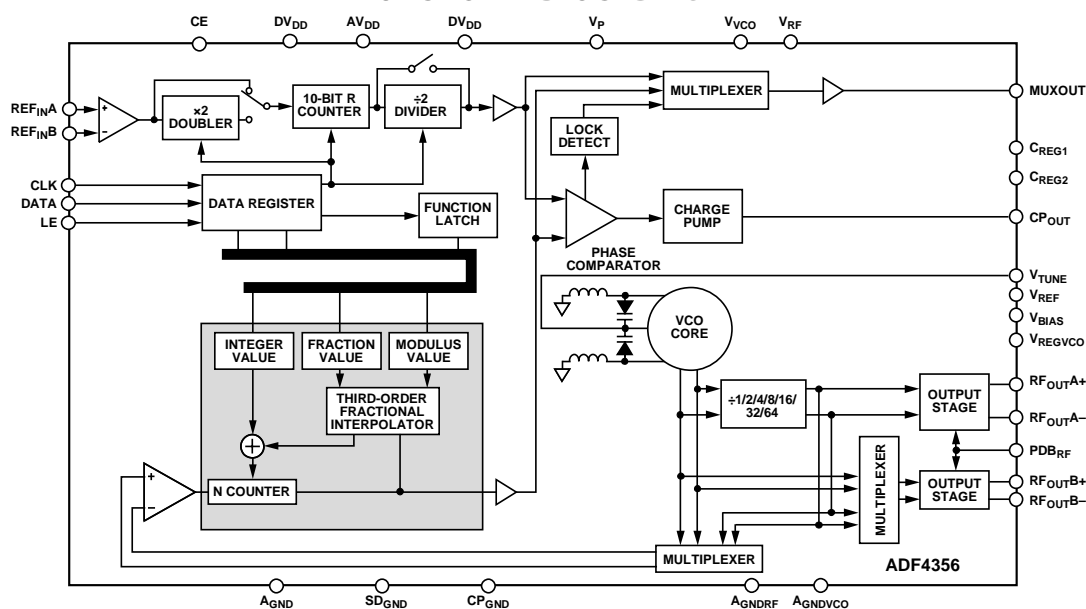 CE
DVDD
AVDD
DVDD
VP
VVCO
VRF
REFINA
REFINB
+
−
×2
DOUBLER
10-BIT R
COUNTER
÷2
DIVIDER
MULTIPLEXER
MUXOUT
LOCK
DETECT
CREG1
CREG2
CLK
DATA
LE
DATA REGISTER
FUNCTION
LATCH
CHARGE
PUMP
CPOUT
PHASE
COMPARATOR
VTUNE
VREF
VBIAS
VREGVCO
VCO
CORE
INTEGER
VALUE
FRACTION
VALUE
MODULUS
VALUE
THIRD-ORDER
FRACTIONAL
INTERPOLATOR
÷1/2/4/8/16/
32/64
OUTPUT
STAGE
RFOUTA+
RFOUTA−
PDBRF
+
−
N COUNTER
MULTIPLEXER
OUTPUT
STAGE
RFOUTB+
RFOUTB−
MULTIPLEXER
ADF4356
AGND
SDGND
CPGND
AGNDRF
AGNDVCO